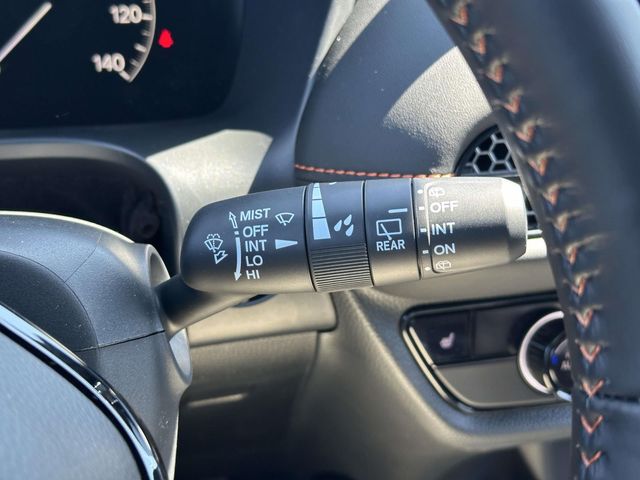 120
140
MIST
OFF
INT
LO
HI
REAR
OFF
INT
ON